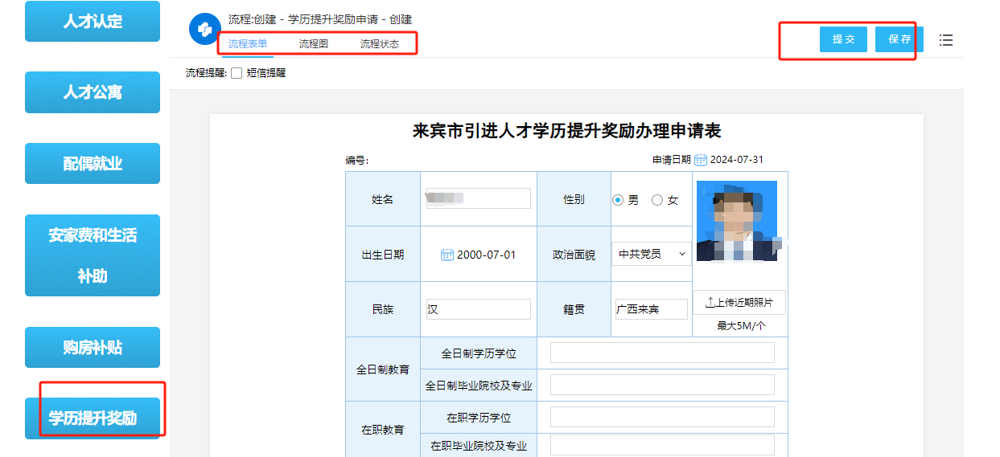 人才认定
人才公寓
配偶就业
安家费和生活
补助
购房补贴
学历提升奖励
流程:创建 - 学历提升奖励申请 - 创建
流程表单 流程图 流程状态
提交 保存
流程提醒: 短信提醒
来宾市引进人才学历提升奖励办理申请表
编号: 申请日期 2024-07-31
姓名 性别 男 女
出生日期 2000-07-01 政治面貌 中共党员
民族 汉 籍贯 广西来宾 上传近期照片
最大5M/个
全日制教育 全日制学历学位
全日制毕业院校及专业
在职教育 在职学历学位
在职毕业院校及专业